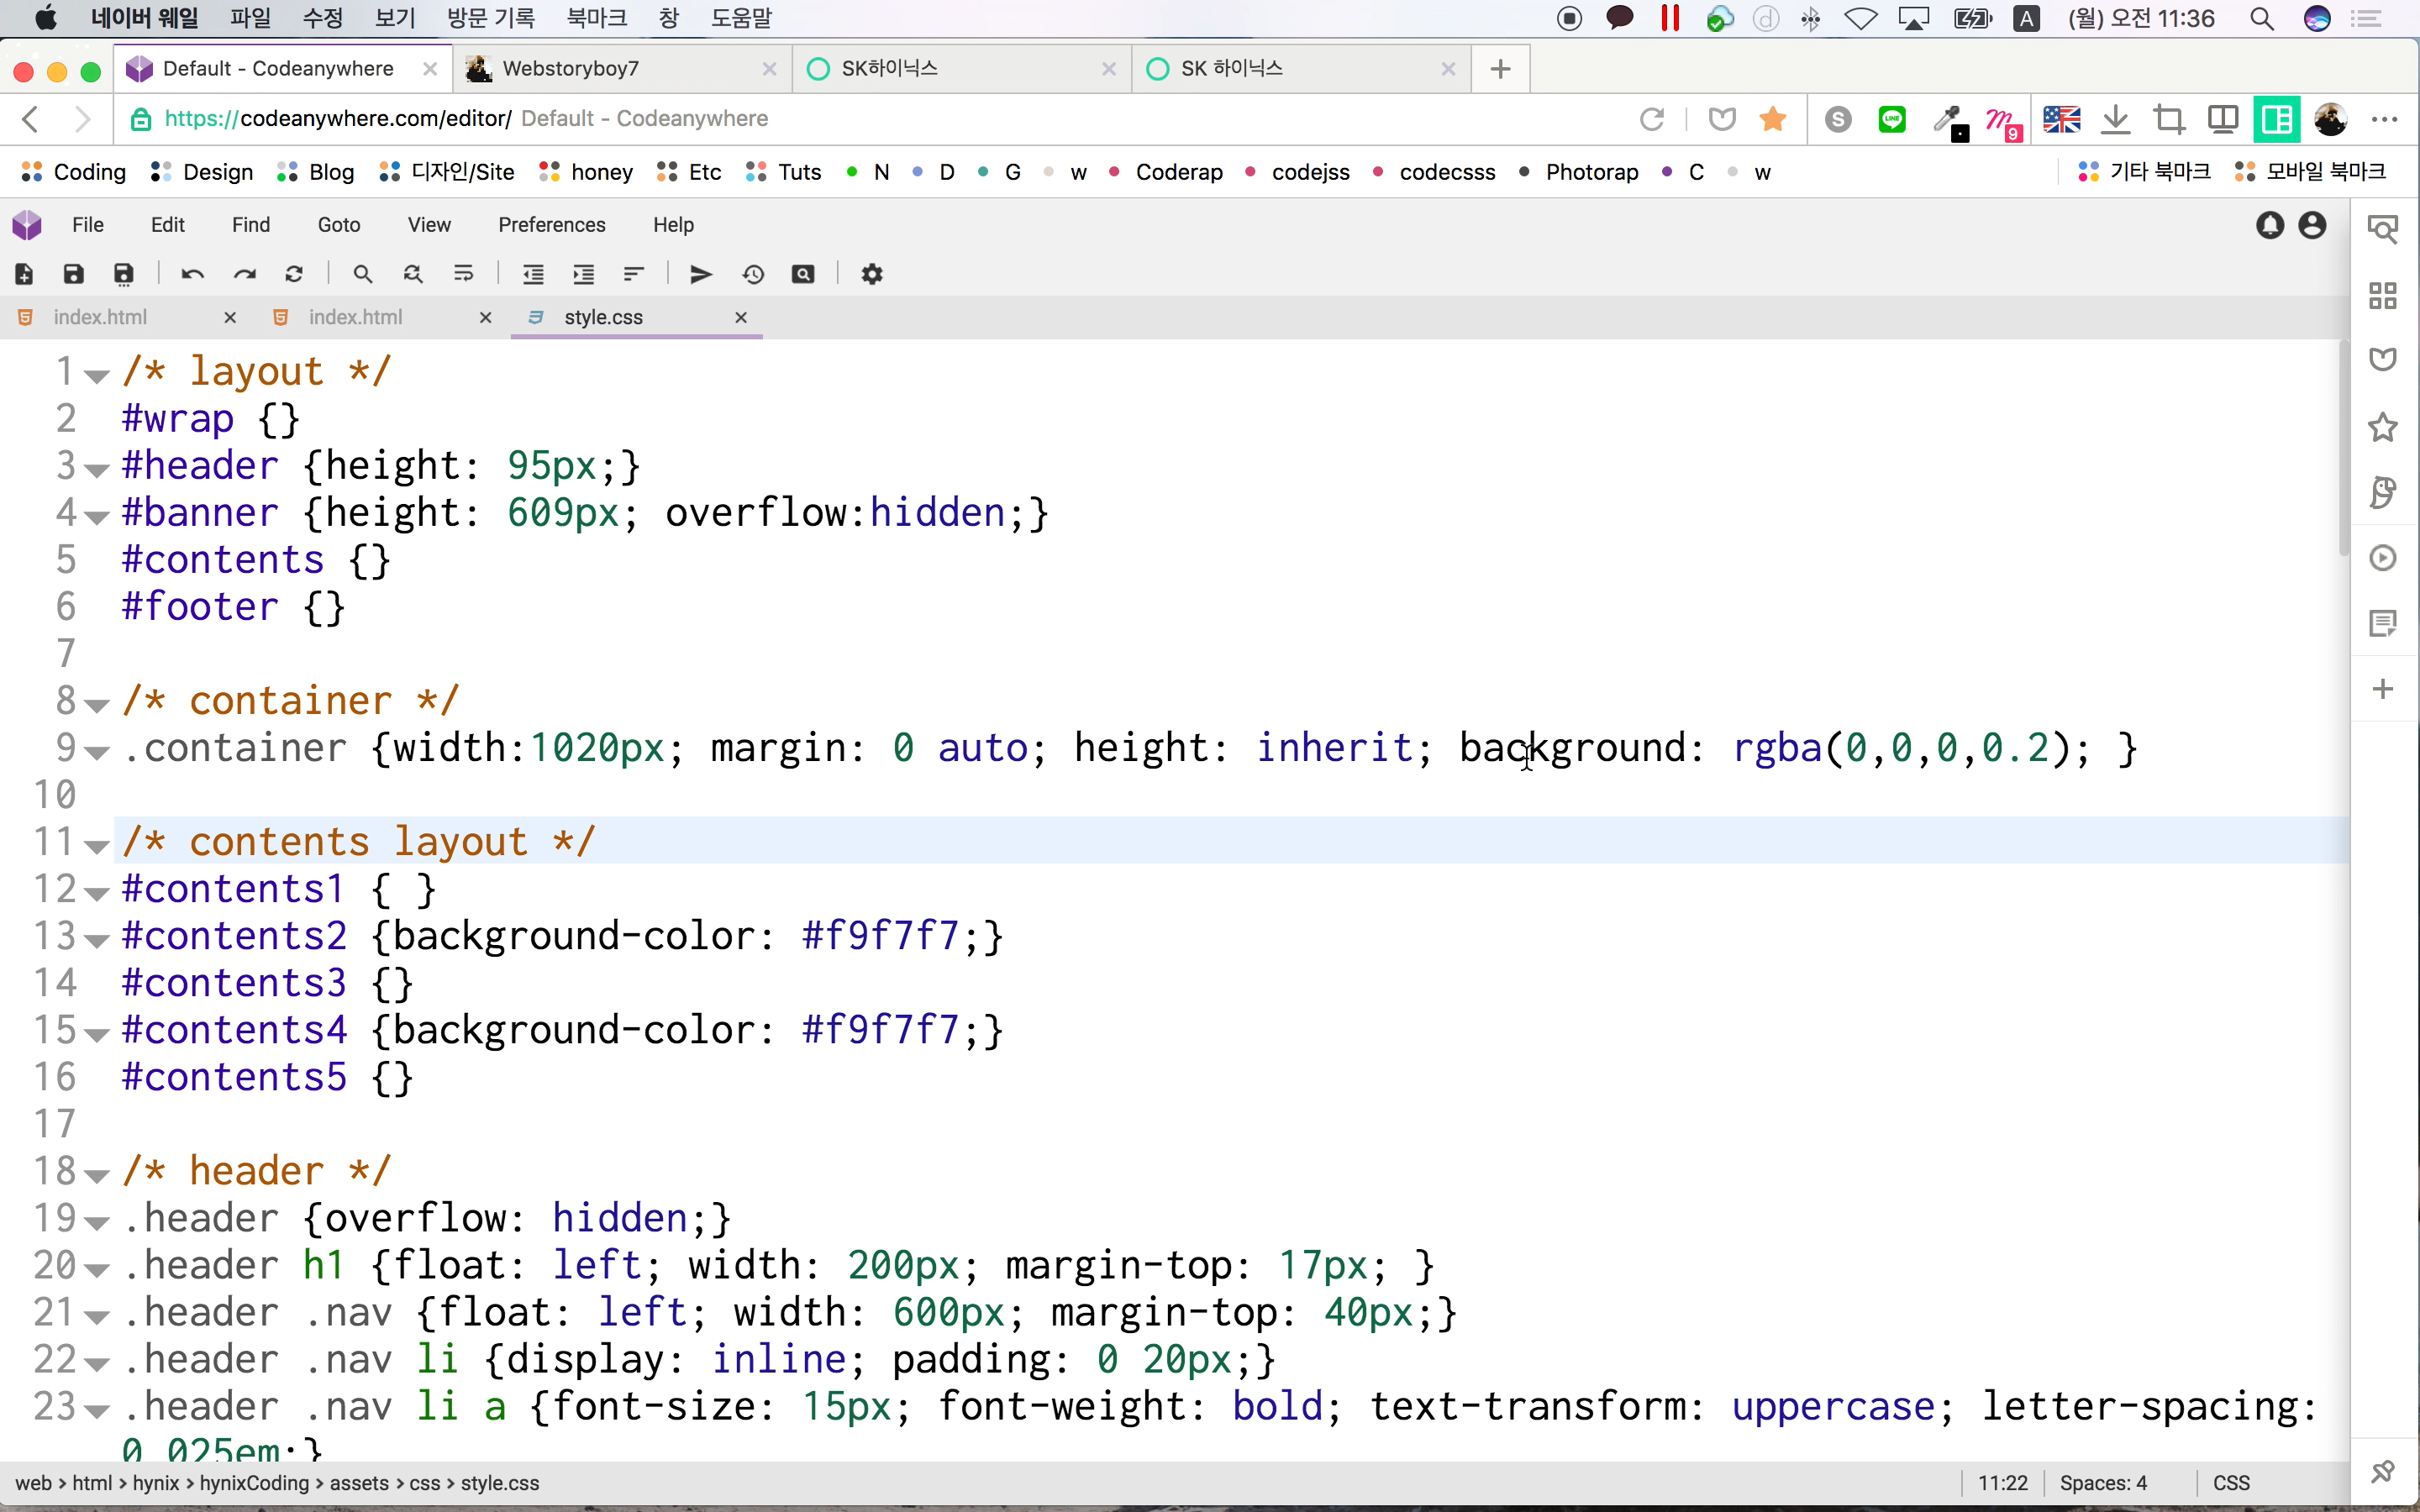 네이버 웨일 파일 수정 보기 방문 기록 북마크 창 도움말 A (월) 오전 11:36
Default - Codeanywhere Webstoryboy7 SK하이닉스 SK 하이닉스
https://codeanywhere.com/editor/ Default - Codeanywhere S LINE 9
Coding Design Blog 디자인/Site honey Etc Tuts N D G w Coderap codejss codecsss Photorap C w 기타 북마크 모바일 북마크
File Edit Find Goto View Preferences Help
index.html index.html style.css
1 /* layout */
2 #wrap {}
3 #header {height: 95px;}
4 #banner {height: 609px; overflow:hidden;}
5 #contents {}
6 #footer {}
7
8 /* container */
9 .container {width:1020px; margin: 0 auto; height: inherit; background: rgba(0,0,0,0.2); }
10
11 /* contents layout */
12 #contents1 { }
13 #contents2 {background-color: #f9f7f7;}
14 #contents3 {}
15 #contents4 {background-color: #f9f7f7;}
16 #contents5 {}
17
18 /* header */
19 .header {overflow: hidden;}
20 .header h1 {float: left; width: 200px; margin-top: 17px; }
21 .header .nav {float: left; width: 600px; margin-top: 40px;}
22 .header .nav li {display: inline; padding: 0 20px;}
23 .header .nav li a {font-size: 15px; font-weight: bold; text-transform: uppercase; letter-spacing:
0.025em;}
web > html > hynix > hynixCoding > assets > css > style.css 11:22 Spaces: 4 CSS